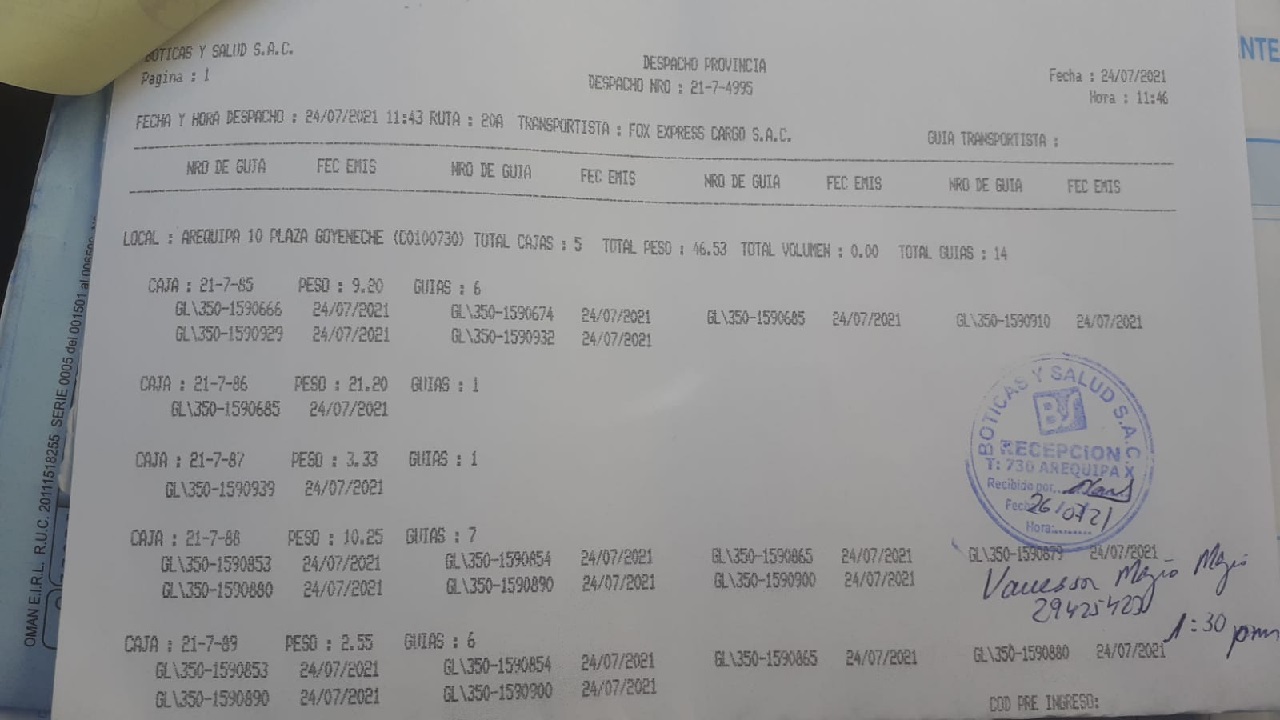 BOTICAS Y SALUD S.A.C.
Pagina : 1
DESPACHO PROVINCIA
DESPACHO NRO : 21-7-4995
Fecha : 24/07/2021
Hora : 11:46
FECHA Y HORA DESPACHO : 24/07/2021 11:43 RUTA : 20A TRANSPORTISTA : FOX EXPRESS CARGO S.A.C. GUIA TRANSPORTISTA :
NRO DE GUIA FEC EMIS NRO DE GUIA FEC EMIS NRO DE GUIA FEC EMIS NRO DE GUIA FEC EMIS
LOCAL : AREQUIPA 10 PLAZA GOYENECHE (C0100730) TOTAL CAJAS : 5 TOTAL PESO : 46.53 TOTAL VOLUMEN : 0.00 TOTAL GUIAS : 14
CAJA : 21-7-85 PESO : 9.20 GUIAS : 6
GL\350-1590666 24/07/2021 GL\350-1590674 24/07/2021 GL\350-1590685 24/07/2021 GL\350-1590910 24/07/2021
GL\350-1590929 24/07/2021 GL\350-1590932 24/07/2021
CAJA : 21-7-86 PESO : 21.20 GUIAS : 1
GL\350-1590685 24/07/2021
CAJA : 21-7-87 PESO : 3.33 GUIAS : 1
GL\350-1590939 24/07/2021
CAJA : 21-7-88 PESO : 10.25 GUIAS : 7
GL\350-1590853 24/07/2021 GL\350-1590854 24/07/2021 GL\350-1590865 24/07/2021 GL\350-1590879 24/07/2021
GL\350-1590880 24/07/2021 GL\350-1590890 24/07/2021 GL\350-1590900 24/07/2021
CAJA : 21-7-89 PESO : 2.55 GUIAS : 6
GL\350-1590853 24/07/2021 GL\350-1590854 24/07/2021 GL\350-1590865 24/07/2021 GL\350-1590880 24/07/2021
GL\350-1590890 24/07/2021 GL\350-1590900 24/07/2021
COD PRE INGRESO:
BOTICAS Y SALUD S.A.C.
BS
RECEPCION
T: 730 AREQUIPA X
Recibido por
Fecha 26/07/21
Hora:
Vanessa Mejia Mejia
1:30 pm
OMAN E.I.R.L. R.U.C. 20111518255 SERIE 0005 del 001501 al
NTE